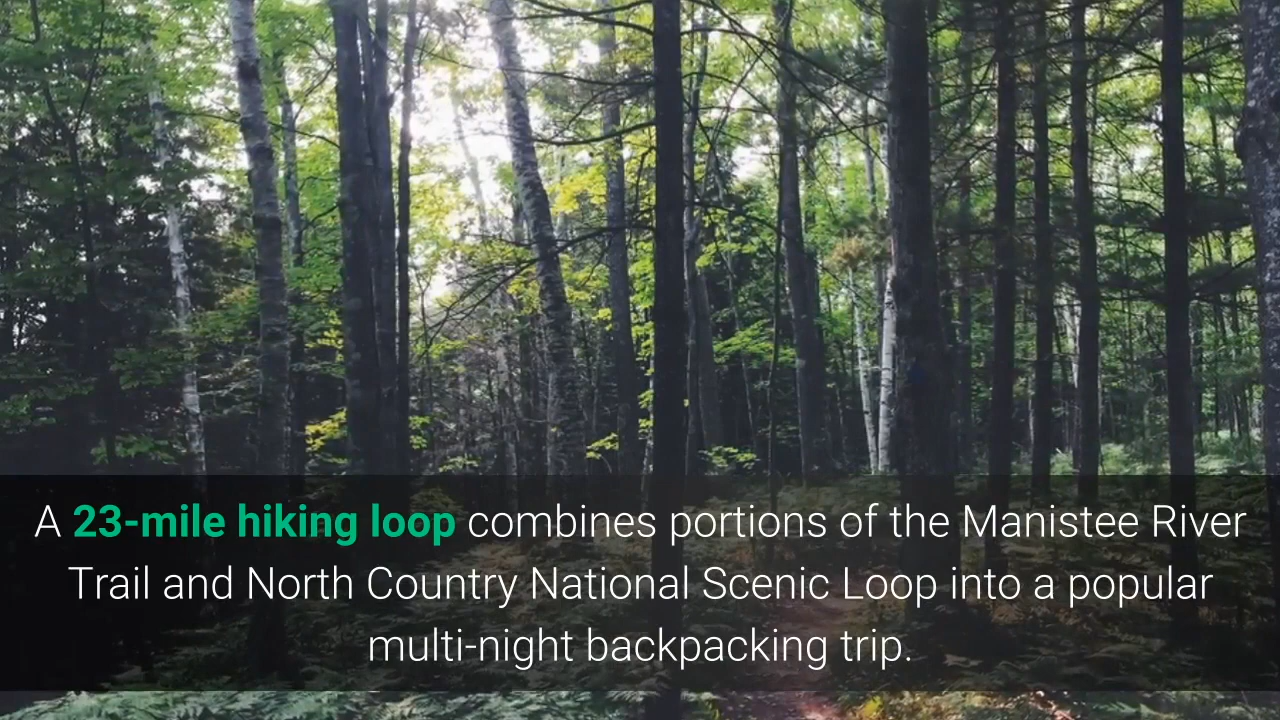 A 23-mile hiking loop combines portions of the Manistee River
Trail and North Country National Scenic Loop into a popular
multi-night backpacking trip.